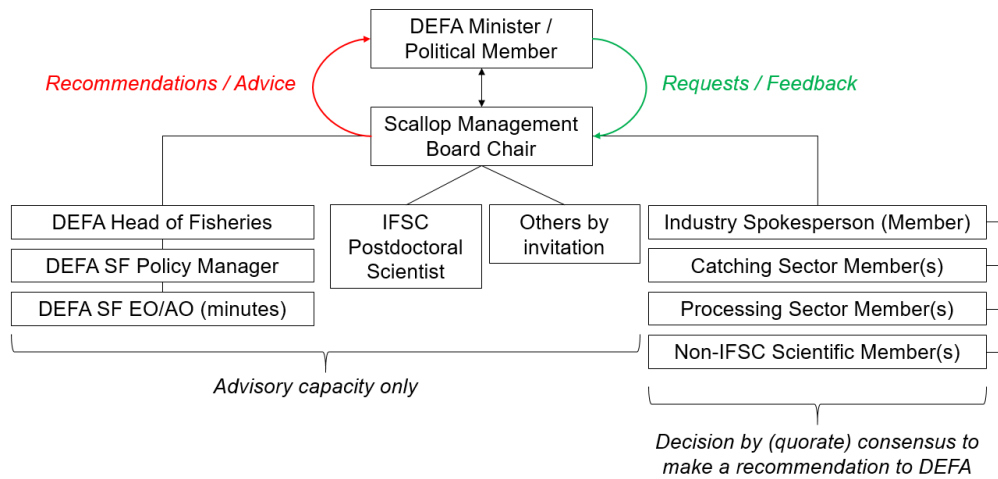 DEFA Minister /
Political Member
Recommendations / Advice
Requests / Feedback
Scallop Management
Board Chair
DEFA Head of Fisheries
DEFA SF Policy Manager
DEFA SF EO/AO (minutes)
IFSC
Postdoctoral
Scientist
Others by
invitation
Industry Spokesperson (Member)
Catching Sector Member(s)
Processing Sector Member(s)
Non-IFSC Scientific Member(s)
Advisory capacity only
Decision by (quorate) consensus to
make a recommendation to DEFA